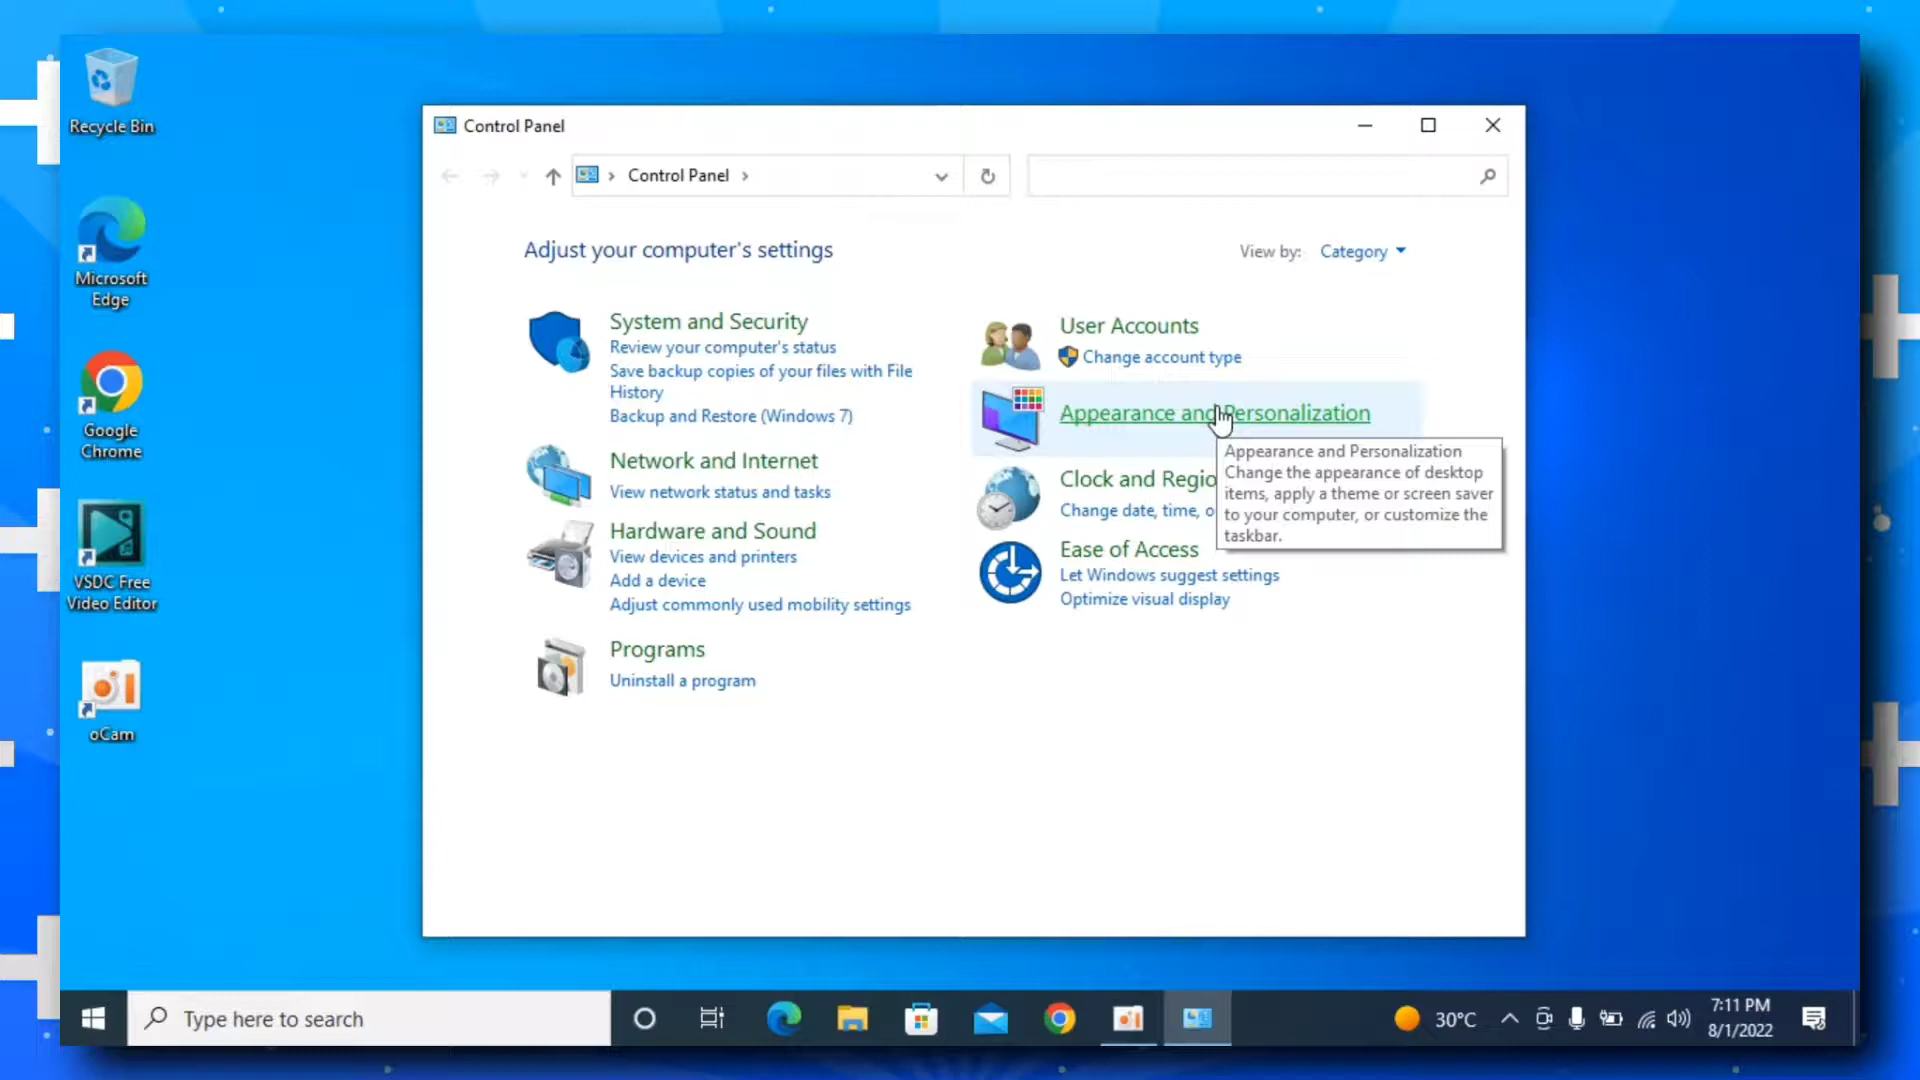 Recycle Bin
Microsoft
Edge
Google
Chrome
VSDC Free
Video Editor
oCam
Control Panel
Control Panel
Adjust your computer's settings
View by: Category
System and Security
Review your computer's status
Save backup copies of your files with File
History
Backup and Restore (Windows 7)
Network and Internet
View network status and tasks
Hardware and Sound
View devices and printers
Add a device
Adjust commonly used mobility settings
Programs
Uninstall a program
User Accounts
Change account type
Appearance and Personalization
Appearance and Personalization
Change the appearance of desktop
items, apply a theme or screen saver
to your computer, or customize the
taskbar.
Clock and Regio
Change date, time, o
Ease of Access
Let Windows suggest settings
Optimize visual display
Type here to search
30°C
7:11 PM
8/1/2022